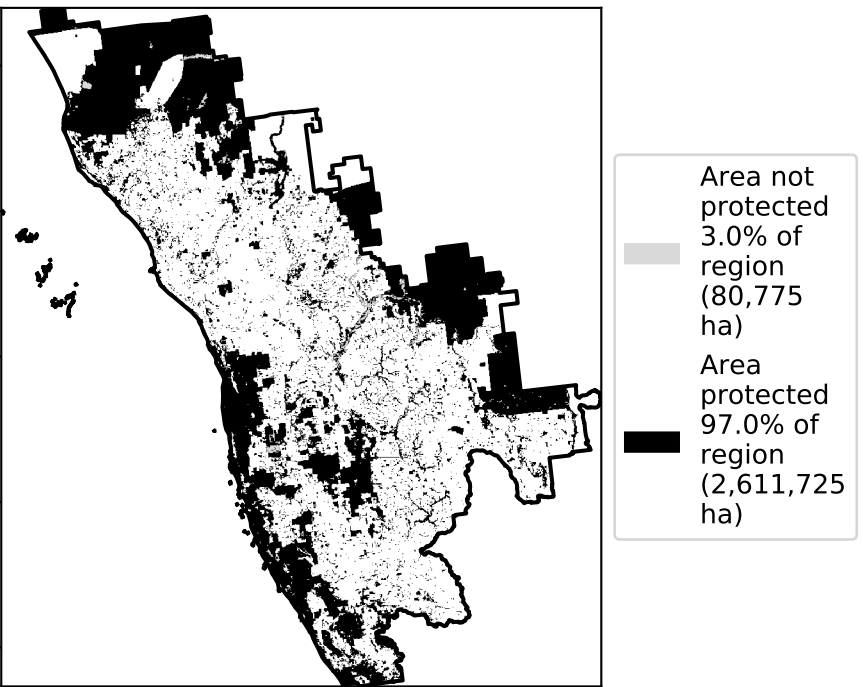 Area not
protected
3.0% of
region
(80,775
ha)
Area
protected
97.0% of
region
(2,611,725
ha)